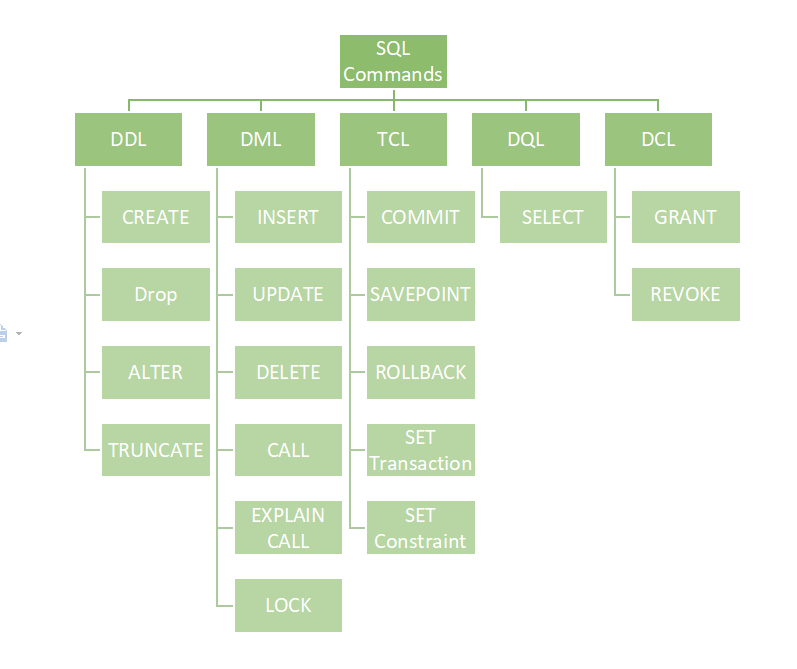 SQL
Commands
DDL
DML
TCL
DQL
DCL
CREATE
INSERT
COMMIT
SELECT
GRANT
Drop
UPDATE
SAVEPOINT
REVOKE
ALTER
DELETE
ROLLBACK
TRUNCATE
CALL
SET
Transaction
EXPLAIN
CALL
SET
Constraint
LOCK